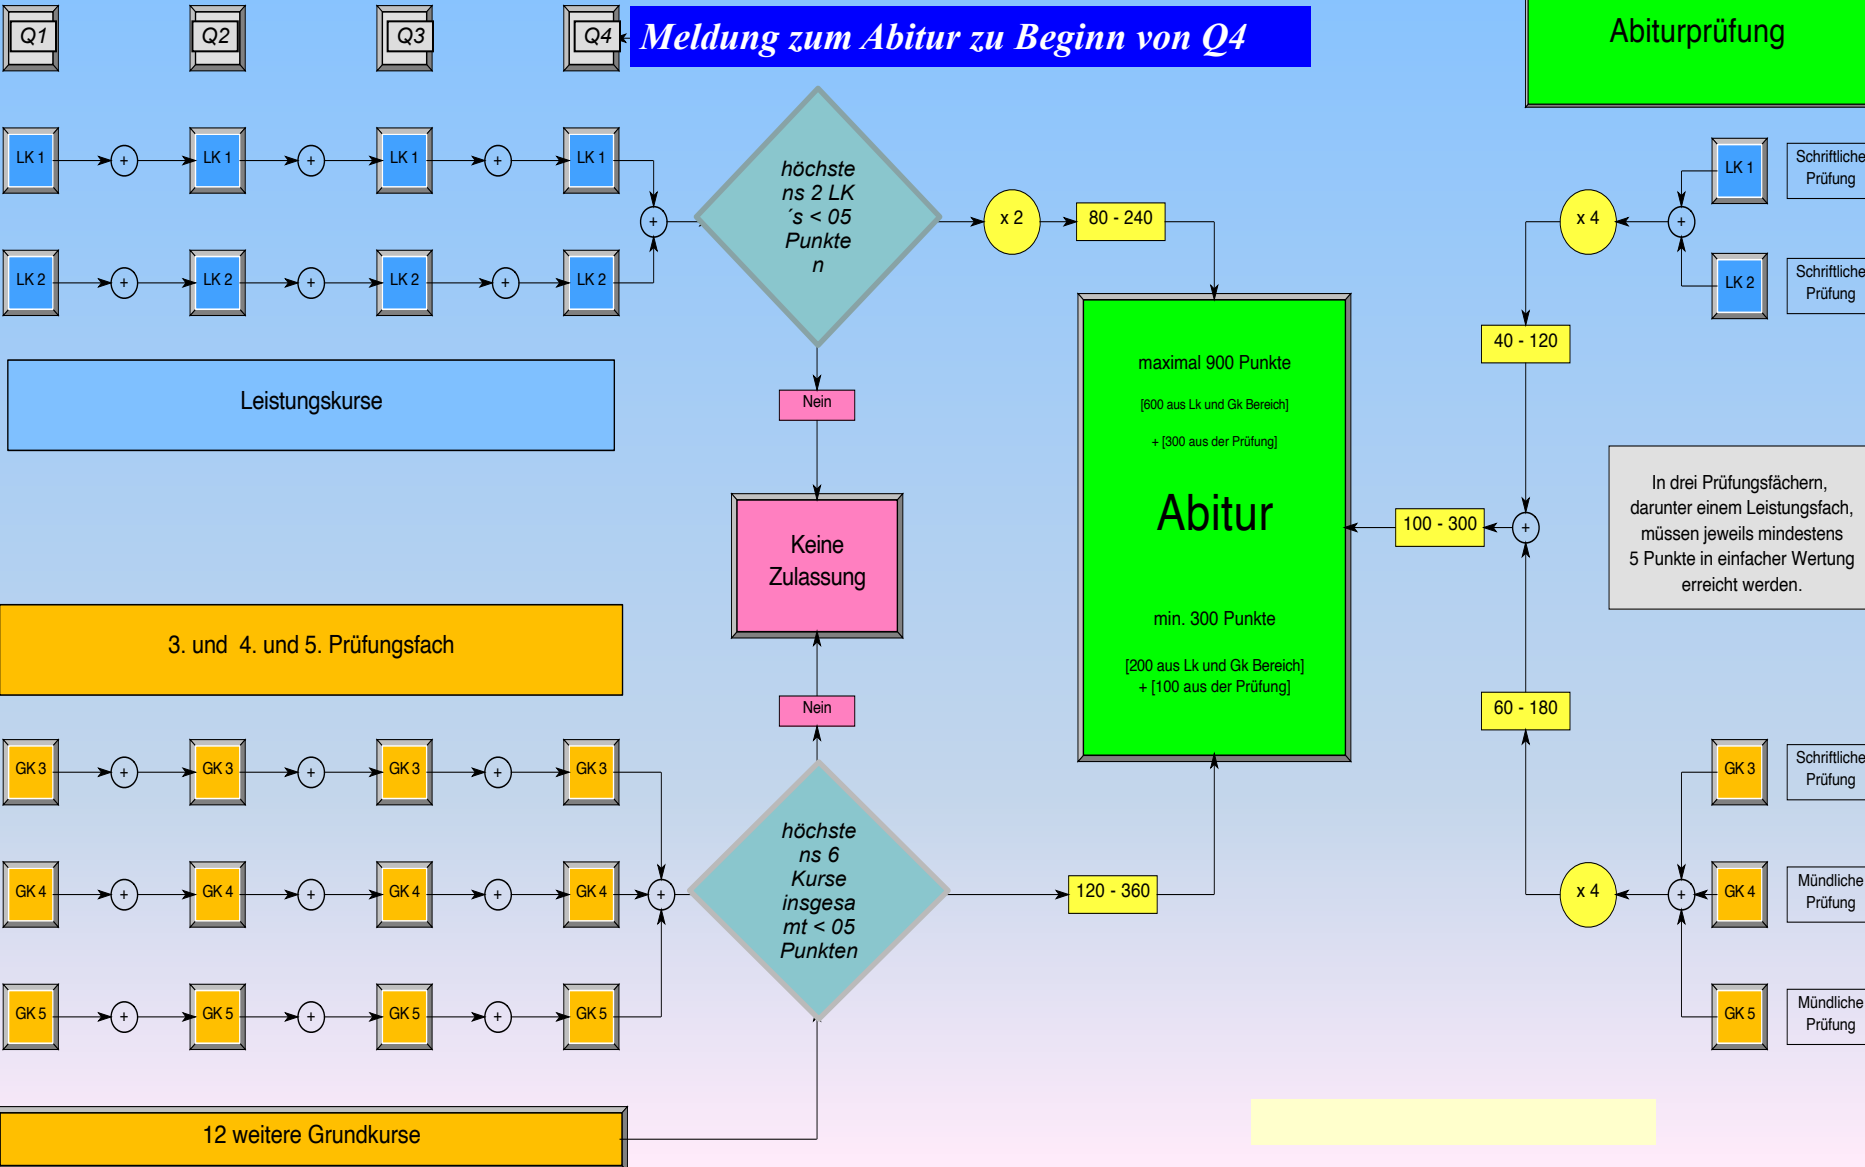 Q1
Q2
Q3
Q4
Meldung zum Abitur zu Beginn von Q4
Abiturprüfung
LK 1
+
LK 1
+
LK 1
+
LK 1
LK 2
+
LK 2
+
LK 2
+
LK 2
+
höchste
ns 2 LK
´s < 05
Punkte
n
x 2
80 - 240
LK 1
Schriftliche
Prüfung
x 4
+
LK 2
Schriftliche
Prüfung
40 - 120
Leistungskurse
Nein
maximal 900 Punkte
[600 aus Lk und Gk Bereich]
+ [300 aus der Prüfung]
Abitur
min. 300 Punkte
[200 aus Lk und Gk Bereich]
+ [100 aus der Prüfung]
100 - 300
+
In drei Prüfungsfächern,
darunter einem Leistungsfach,
müssen jeweils mindestens
5 Punkte in einfacher Wertung
erreicht werden.
Keine
Zulassung
3. und 4. und 5. Prüfungsfach
Nein
60 - 180
GK 3
+
GK 3
+
GK 3
+
GK 3
GK 4
+
GK 4
+
GK 4
+
GK 4
+
GK 5
+
GK 5
+
GK 5
+
GK 5
höchste
ns 6
Kurse
insgesa
mt < 05
Punkten
120 - 360
GK 3
Schriftliche
Prüfung
x 4
+
GK 4
Mündliche
Prüfung
GK 5
Mündliche
Prüfung
12 weitere Grundkurse